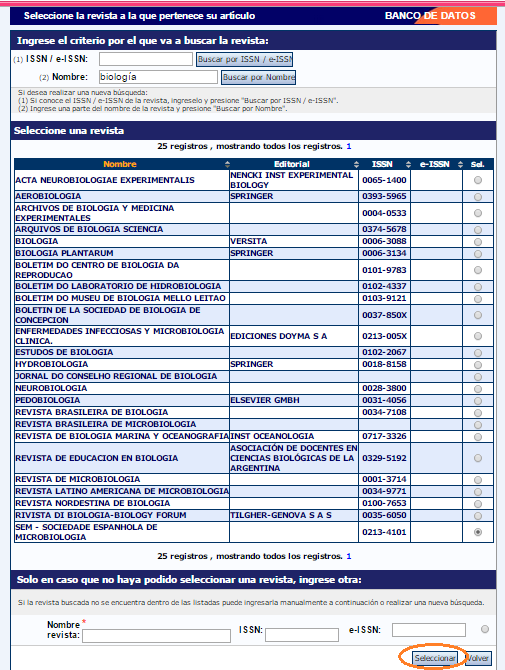 Seleccione la revista a la que pertenece su artículo BANCO DE DATOS
Ingrese el criterio por el que va a buscar la revista:
(1) ISSN / e-ISSN: Buscar por ISSN / e-ISSN
(2) Nombre: biología Buscar por Nombre
Si desea realizar una nueva búsqueda:
(1) Si conoce el ISSN / e-ISSN de la revista, ingreselo y presione "Buscar por ISSN / e-ISSN".
(2) Ingrese una parte del nombre de la revista y presione "Buscar por Nombre".
Seleccione una revista
25 registros , mostrando todos los registros. 1
Nombre Editorial ISSN e-ISSN Sel.
ACTA NEUROBIOLOGIAE EXPERIMENTALIS NENCKI INST EXPERIMENTAL BIOLOGY 0065-1400
AEROBIOLOGIA SPRINGER 0393-5965
ARCHIVOS DE BIOLOGIA Y MEDICINA EXPERIMENTALES 0004-0533
ARQUIVOS DE BIOLOGIA SCIENCIA 0374-5678
BIOLOGIA VERSITA 0006-3088
BIOLOGIA PLANTARUM SPRINGER 0006-3134
BOLETIM DO CENTRO DE BIOLOGIA DA REPRODUCAO 0101-9783
BOLETIM DO LABORATORIO DE HIDROBIOLOGIA 0102-4337
BOLETIM DO MUSEU DE BIOLOGIA MELLO LEITAO 0103-9121
BOLETIN DE LA SOCIEDAD DE BIOLOGIA DE CONCEPCION 0037-850X
ENFERMEDADES INFECCIOSAS Y MICROBIOLOGIA CLINICA. EDICIONES DOYMA S A 0213-005X
ESTUDOS DE BIOLOGIA 0102-2067
HYDROBIOLOGIA SPRINGER 0018-8158
JORNAL DO CONSELHO REGIONAL DE BIOLOGIA
NEUROBIOLOGIA 0028-3800
PEDOBIOLOGIA ELSEVIER GMBH 0031-4056
REVISTA BRASILEIRA DE BIOLOGIA 0034-7108
REVISTA BRASILEIRA DE MICROBIOLOGIA
REVISTA DE BIOLOGIA MARINA Y OCEANOGRAFIA INST OCEANOLOGIA 0717-3326
REVISTA DE EDUCACION EN BIOLOGIA ASOCIACIÓN DE DOCENTES EN CIENCIAS BIOLÓGICAS DE LA ARGENTINA 0329-5192
REVISTA DE MICROBIOLOGIA 0001-3714
REVISTA LATINO AMERICANA DE MICROBIOLOGIA 0034-9771
REVISTA NORDESTINA DE BIOLOGIA 0100-7653
RIVISTA DI BIOLOGIA-BIOLOGY FORUM TILGHER-GENOVA S A S 0035-6050
SEM - SOCIEDADE ESPANHOLA DE MICROBIOLOGIA 0213-4101
25 registros , mostrando todos los registros. 1
Solo en caso que no haya podido seleccionar una revista, ingrese otra:
Si la revista buscada no se encuentra dentro de las listadas puede ingresarla manualmente a continuación o realizar una nueva búsqueda.
Nombre * revista: ISSN: e-ISSN:
Seleccionar Volver